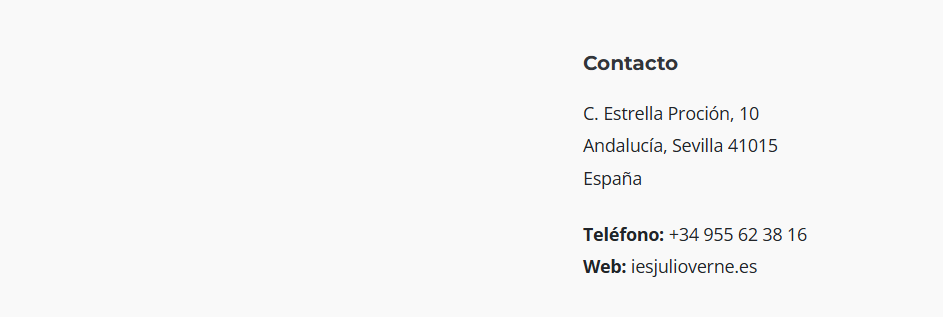 Contacto
C. Estrella Proción, 10
Andalucía, Sevilla 41015
España
Teléfono: +34 955 62 38 16
Web: iesjulioverne.es